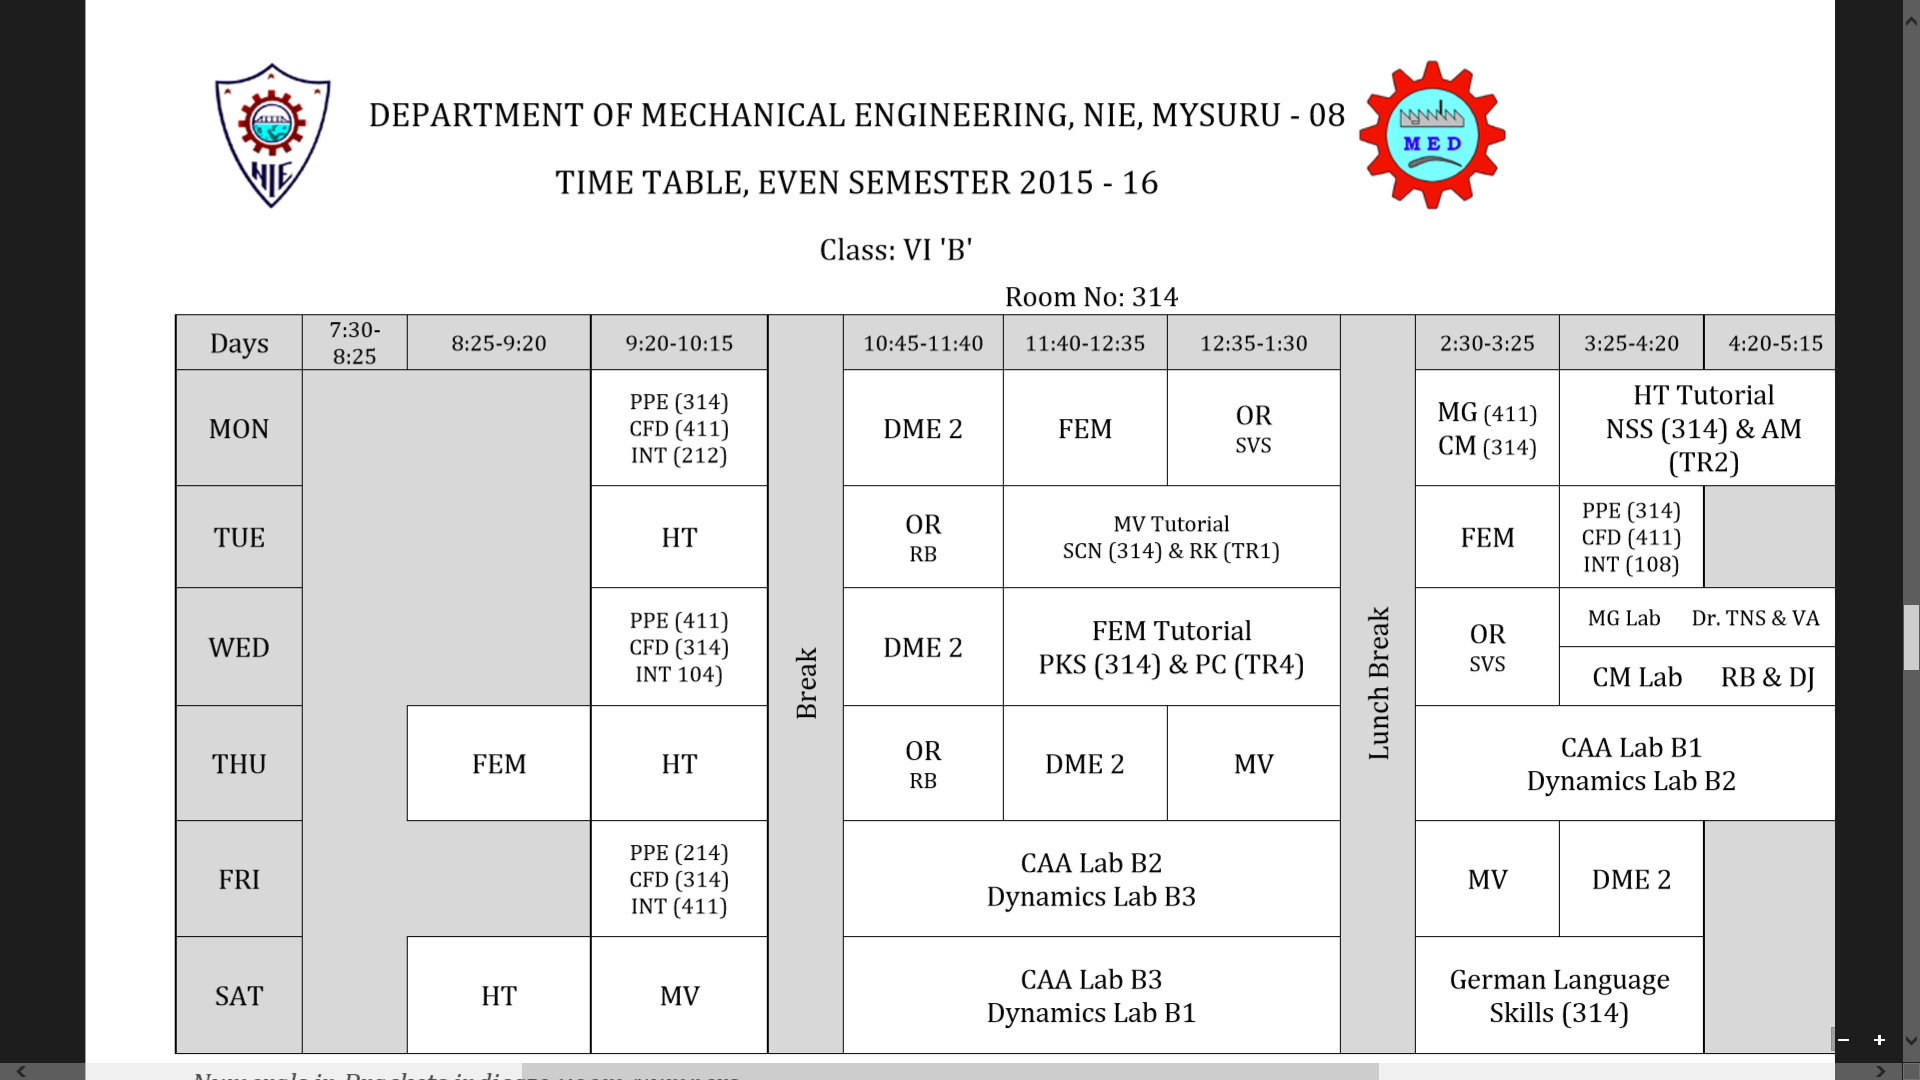 NIE
DEPARTMENT OF MECHANICAL ENGINEERING, NIE, MYSURU - 08
MED
TIME TABLE, EVEN SEMESTER 2015 - 16
Class: VI 'B'
Room No: 314
Days 7:30-8:25 8:25-9:20 9:20-10:15 10:45-11:40 11:40-12:35 12:35-1:30 2:30-3:25 3:25-4:20 4:20-5:15
Break
Lunch Break
MON
PPE (314)
CFD (411)
INT (212)
DME 2
FEM
OR
SVS
MG (411)
CM (314)
HT Tutorial
NSS (314) & AM
(TR2)
TUE
HT
OR
RB
MV Tutorial
SCN (314) & RK (TR1)
FEM
PPE (314)
CFD (411)
INT (108)
WED
PPE (411)
CFD (314)
INT 104)
DME 2
FEM Tutorial
PKS (314) & PC (TR4)
OR
SVS
MG Lab Dr. TNS & VA
CM Lab RB & DJ
THU
FEM
HT
OR
RB
DME 2
MV
CAA Lab B1
Dynamics Lab B2
FRI
PPE (214)
CFD (314)
INT (411)
CAA Lab B2
Dynamics Lab B3
MV
DME 2
SAT
HT
MV
CAA Lab B3
Dynamics Lab B1
German Language
Skills (314)
Numerals in Brackets indicate room numbers